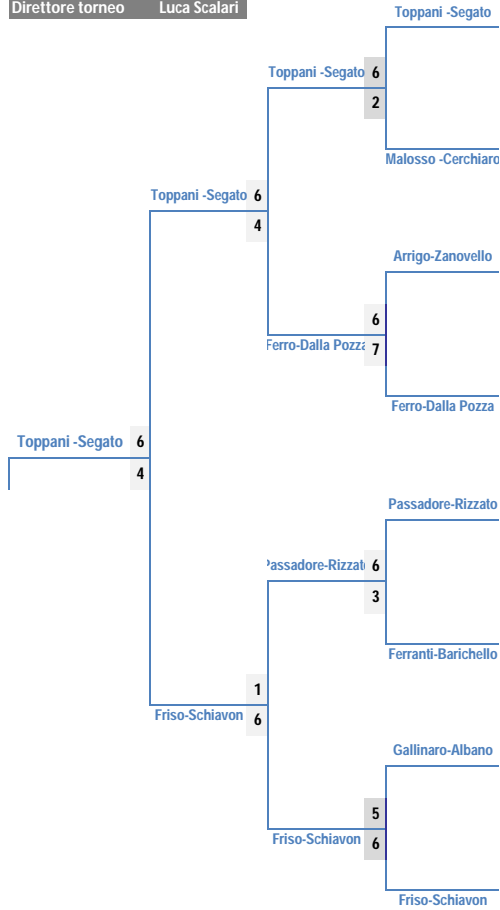 Direttore torneo Luca Scalari
Toppani -Segato
Toppani -Segato 6
2
Malosso -Cerchiaro
Toppani -Segato 6
4
Arrigo-Zanovello
6
Ferro-Dalla Pozza 7
Ferro-Dalla Pozza
Toppani -Segato 6
4
Passadore-Rizzato
Passadore-Rizzato 6
3
Ferranti-Barichello
1
Friso-Schiavon 6
Gallinaro-Albano
5
Friso-Schiavon 6
Friso-Schiavon